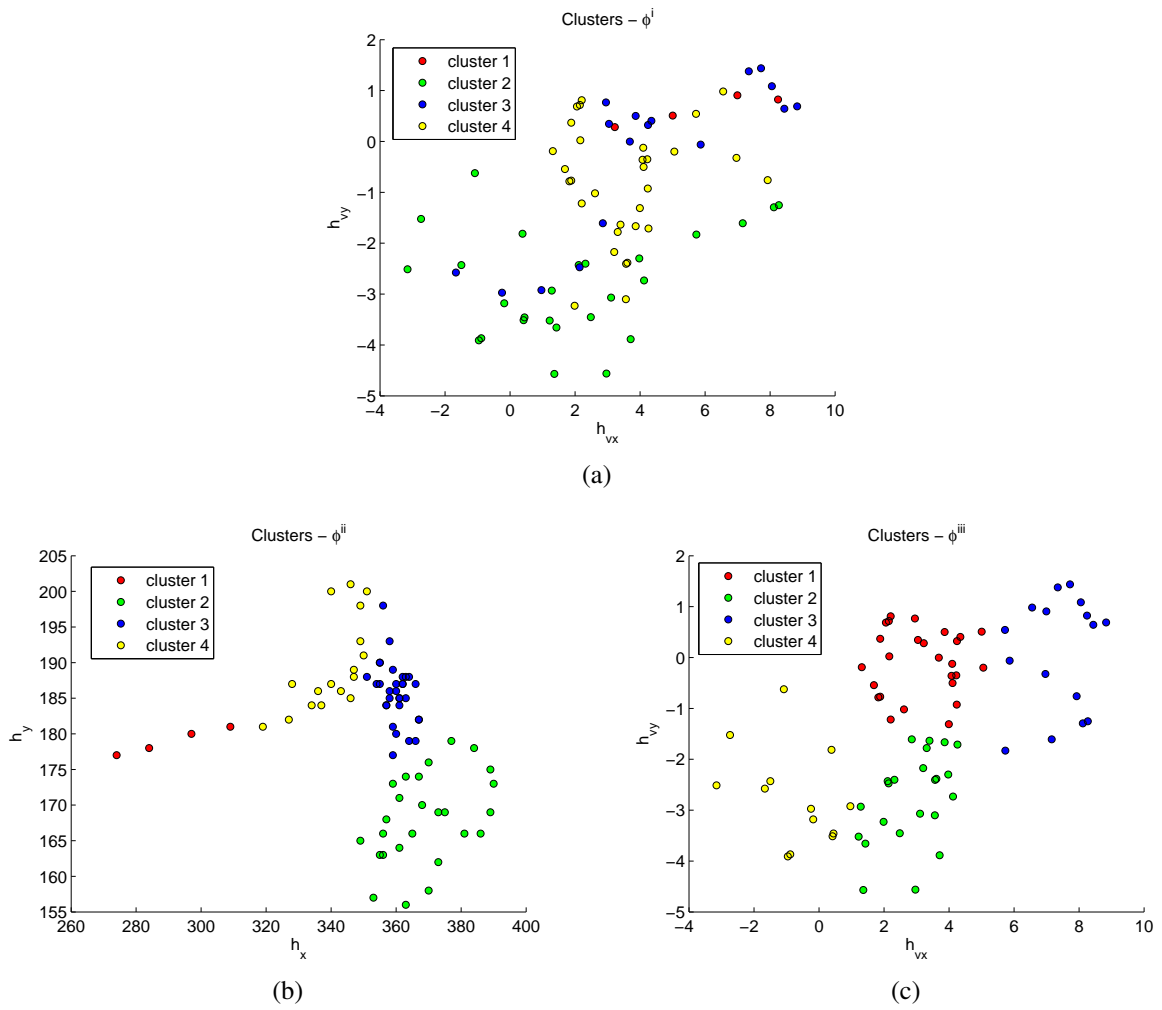 Clusters − ϕ^i
cluster 1
cluster 2
cluster 3
cluster 4
2
1
0
−1
−2
−3
−4
−5
h_vy
−4 −2 0 2 4 6 8 10
h_vx
(a)
Clusters − ϕ^ii
cluster 1
cluster 2
cluster 3
cluster 4
205
200
195
190
185
180
175
170
165
160
155
h_y
260 280 300 320 340 360 380 400
h_x
(b)
Clusters − ϕ^iii
cluster 1
cluster 2
cluster 3
cluster 4
2
1
0
−1
−2
−3
−4
−5
h_vy
−4 −2 0 2 4 6 8 10
h_vx
(c)